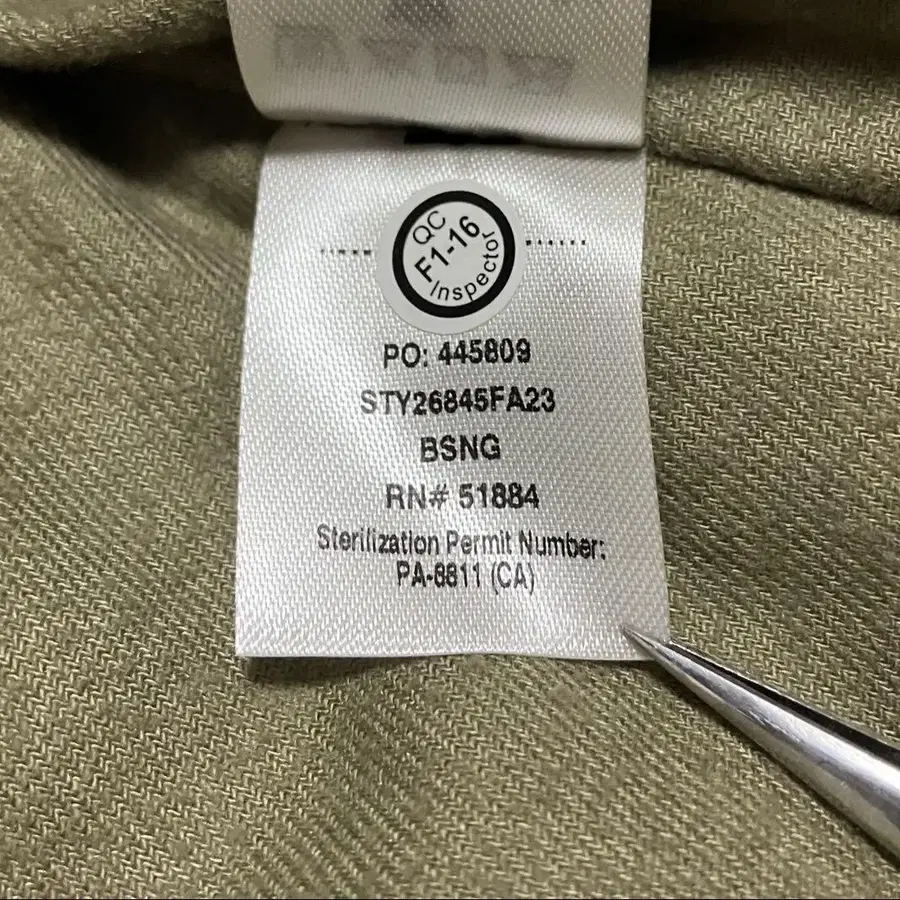 QC
F1-16
Inspector
PO: 445809
STY26845FA23
BSNG
RN# 51884
Sterilization Permit Number:
PA-8811 (CA)